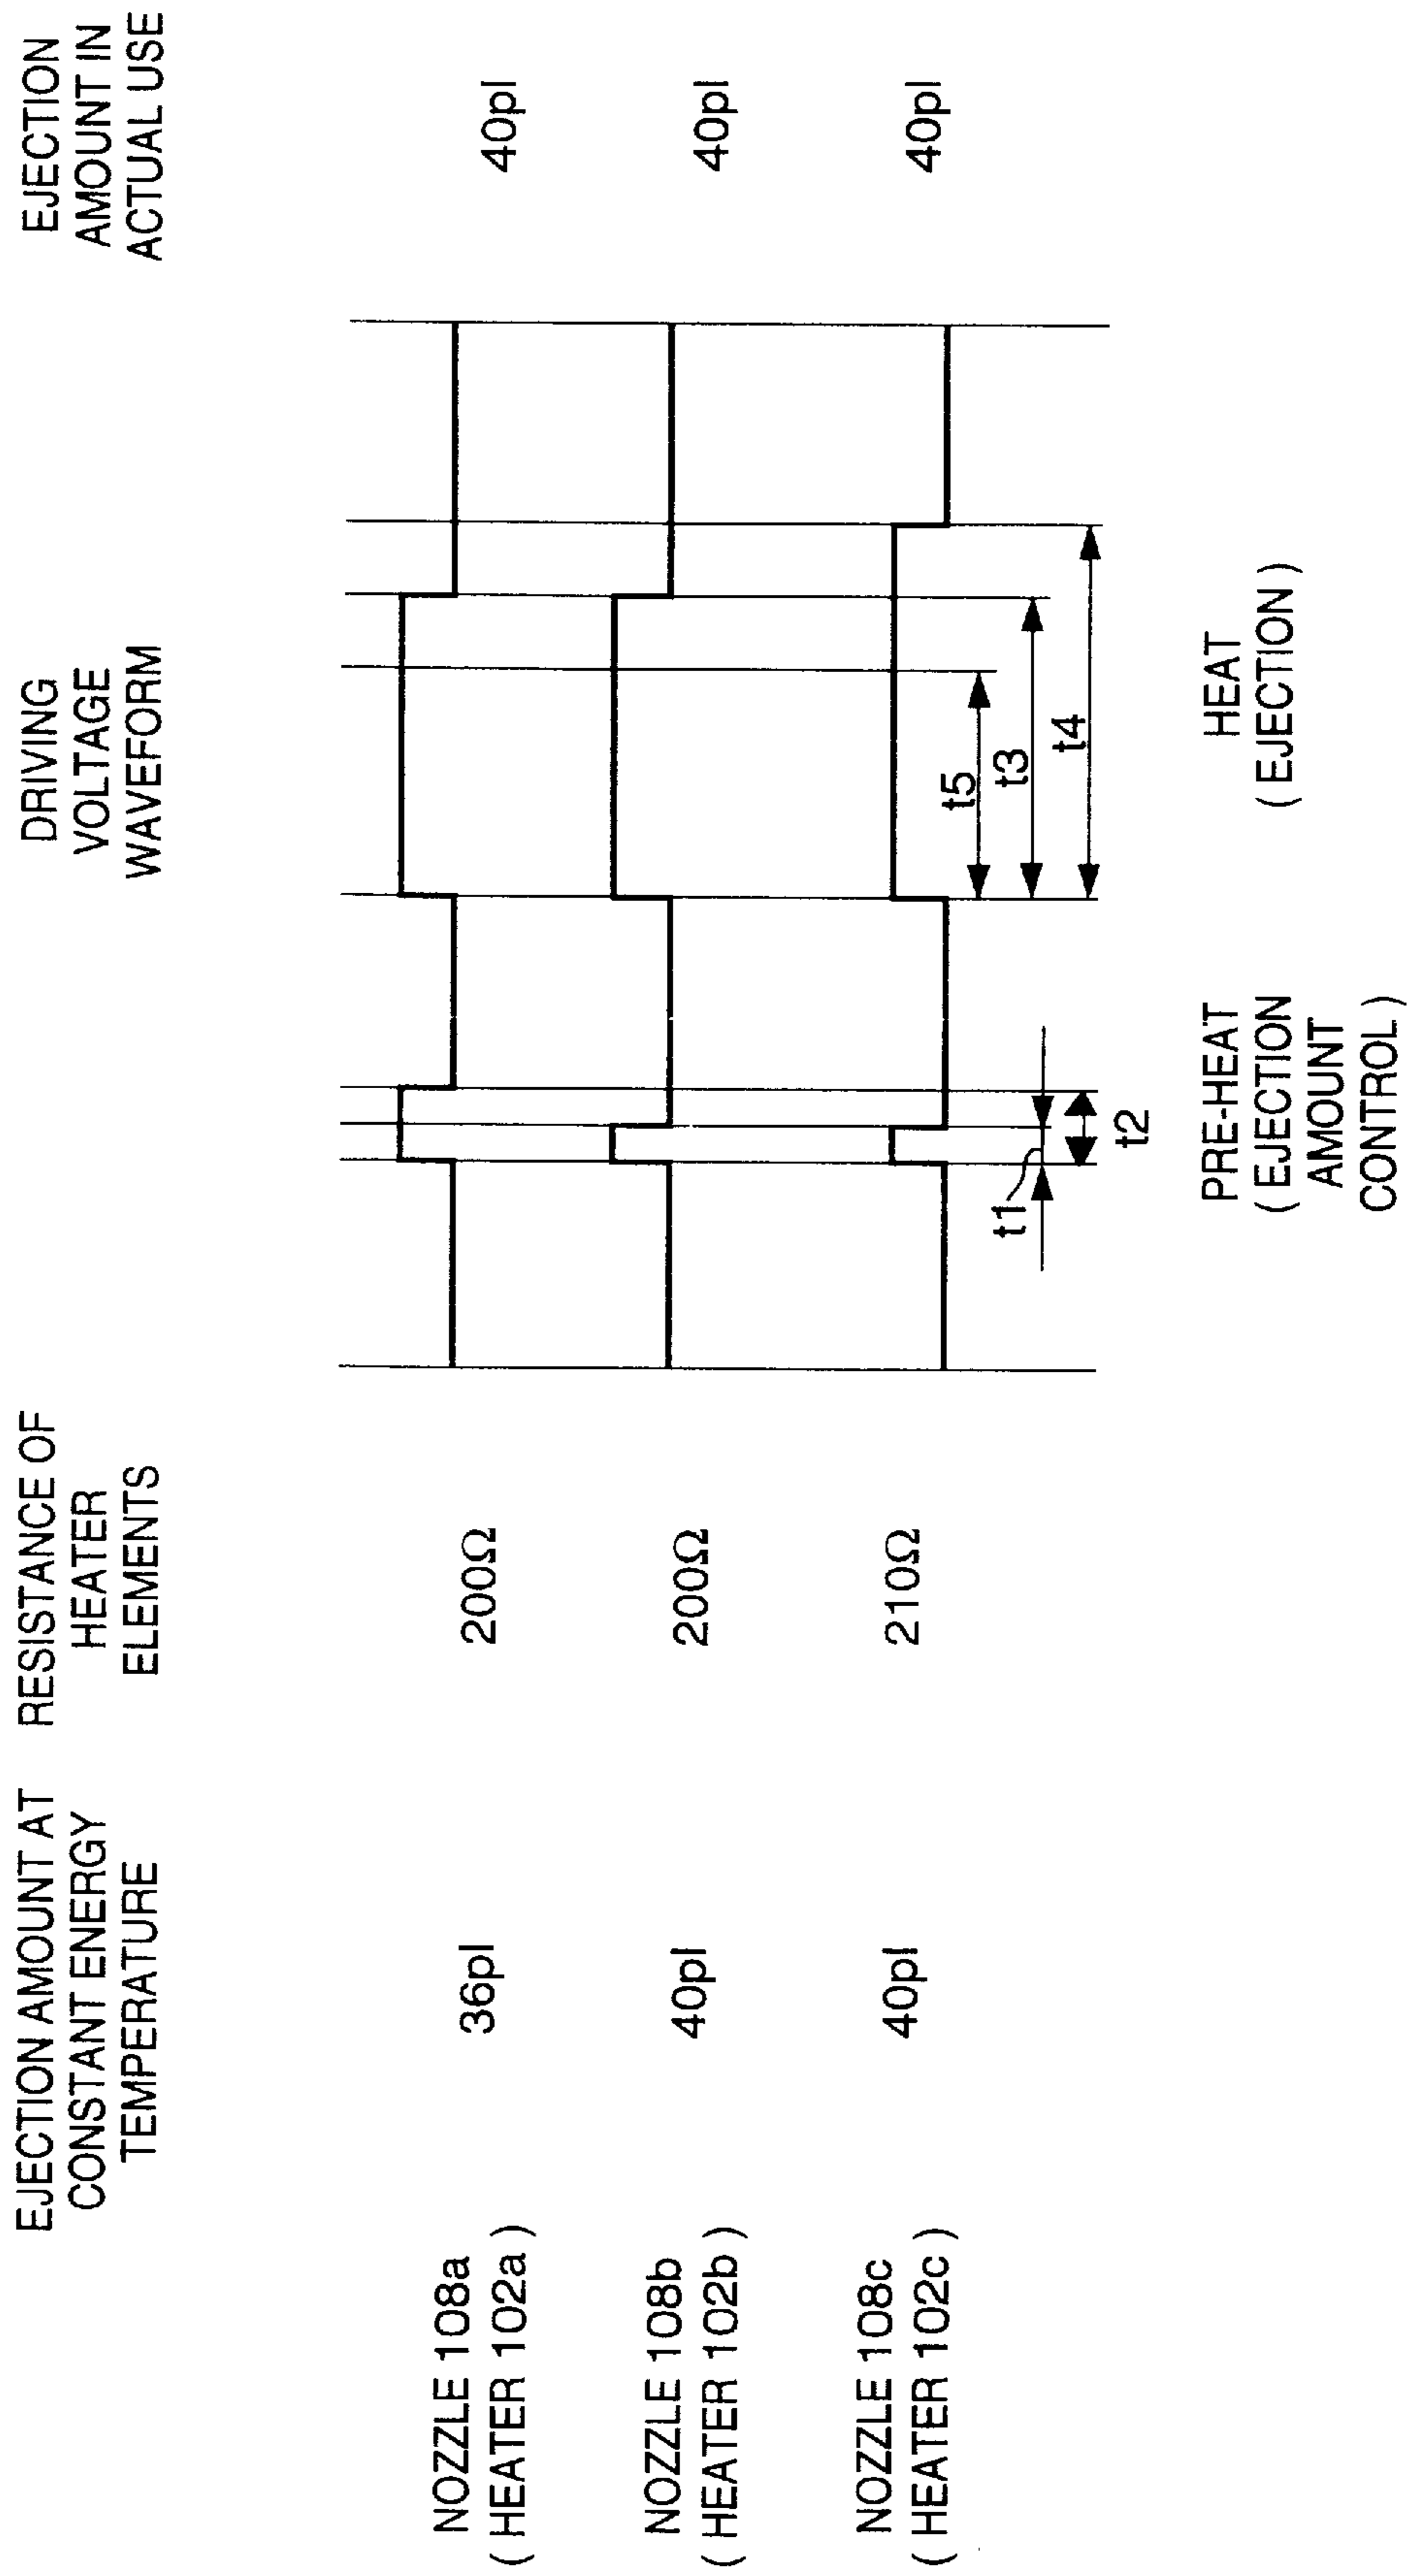 EJECTION AMOUNT AT
CONSTANT ENERGY
TEMPERATURE
RESISTANCE OF
HEATER
ELEMENTS
DRIVING
VOLTAGE
WAVEFORM
EJECTION
AMOUNT IN
ACTUAL USE
NOZZLE 108a
( HEATER 102a )
36pl
200Ω
40pl
NOZZLE 108b
( HEATER 102b )
40pl
200Ω
40pl
NOZZLE 108c
( HEATER 102c )
40pl
210Ω
40pl
t1
t2
t5
t3
t4
PRE-HEAT
( EJECTION
AMOUNT
CONTROL )
HEAT
( EJECTION )